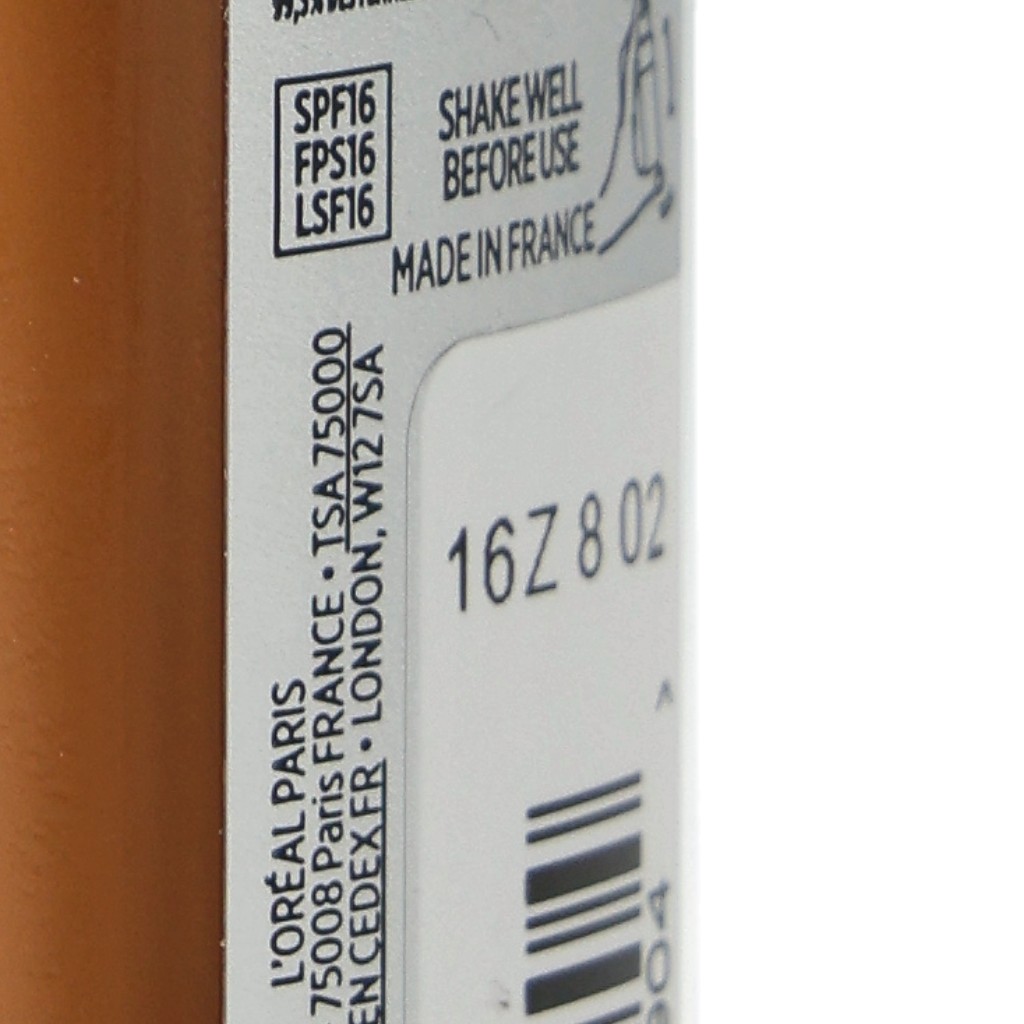 SPF16
FPS16
LSF16
SHAKE WELL
BEFORE USE
MADE IN FRANCE
L'ORÉAL PARIS
75008 Paris FRANCE • TSA 75000
EN CEDEX FR • LONDON, W12 7SA
16Z 8 02